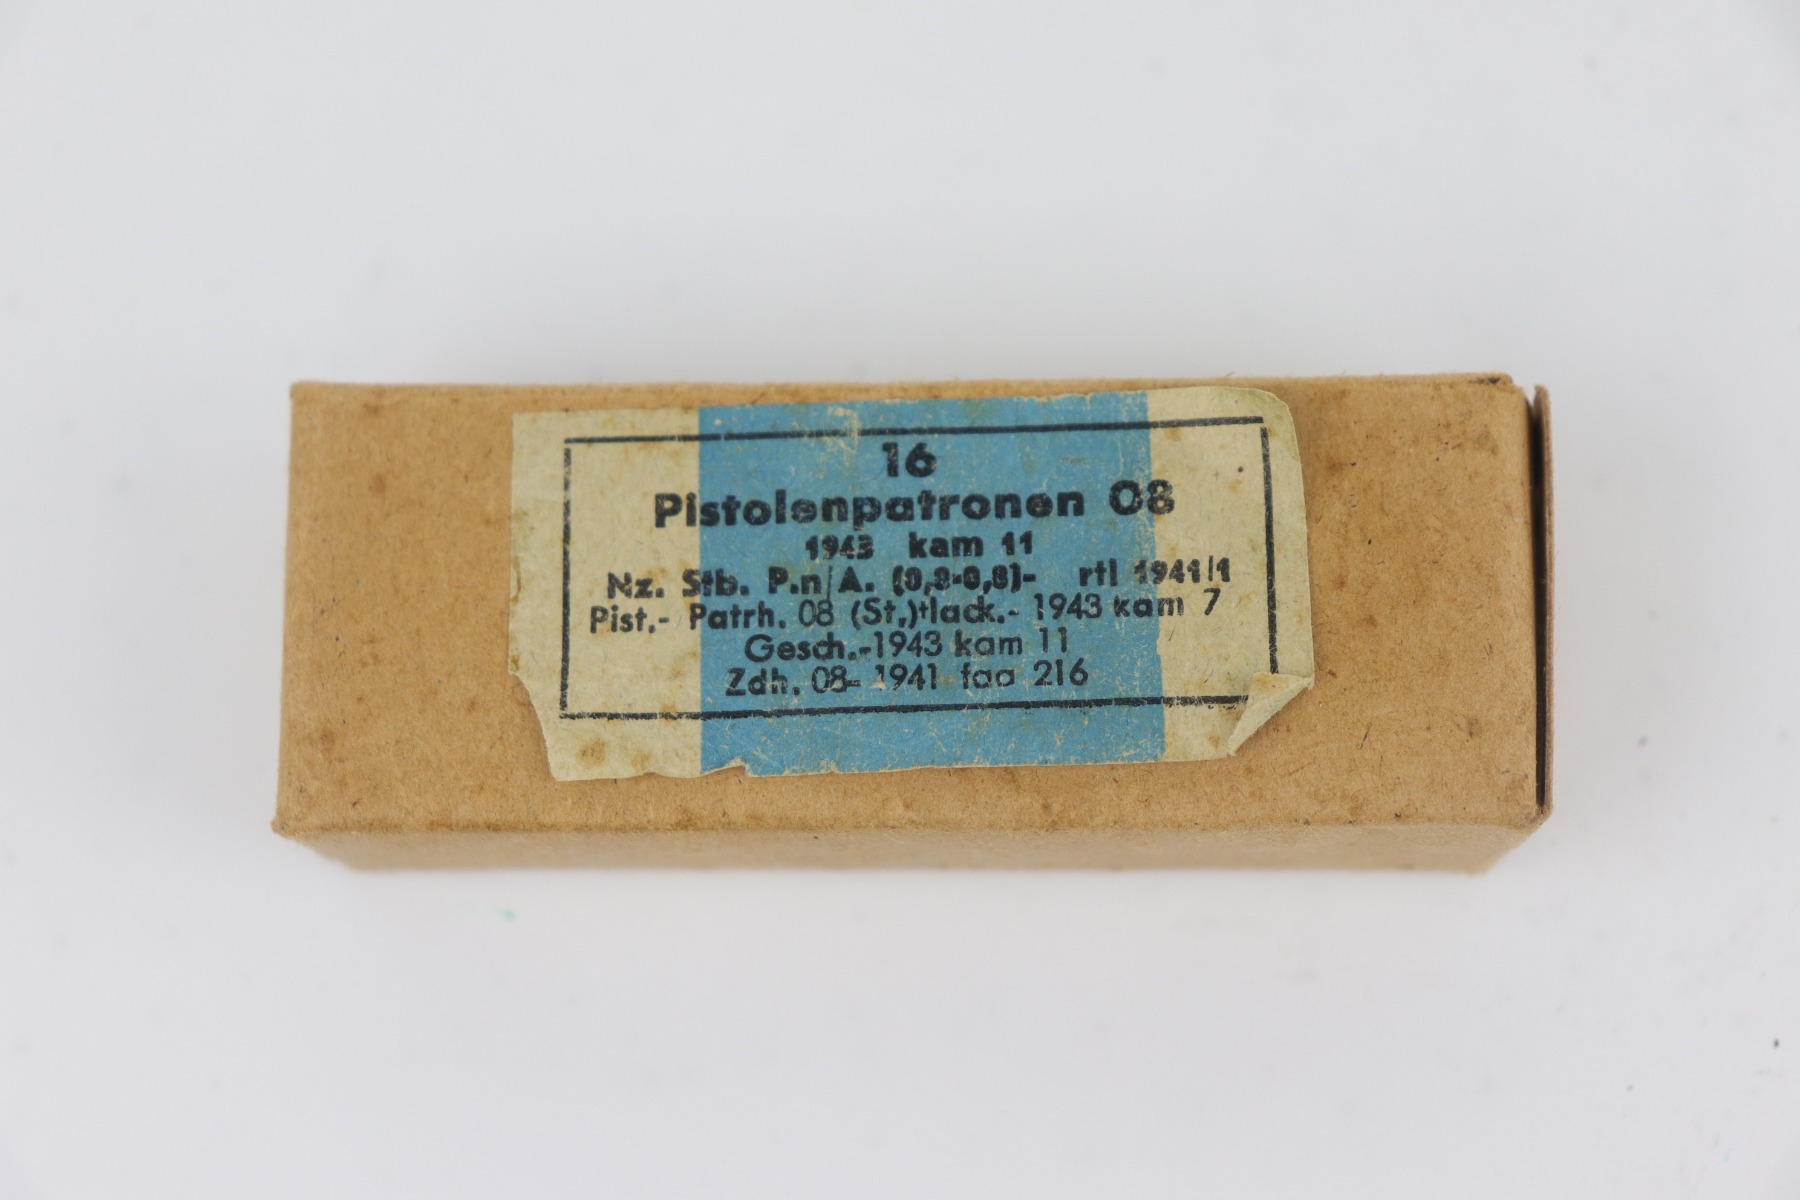 16
Pistolenpatronen 08
1943 kam 11
Nz. Stb. P.n/A. (0,8·0,8)- rtl 1941/1
Pist.- Patrh. 08 (St.)+lack.- 1943 kam 7
Gesch.-1943 kam 11
Zdh. 08- 1941 faa 216